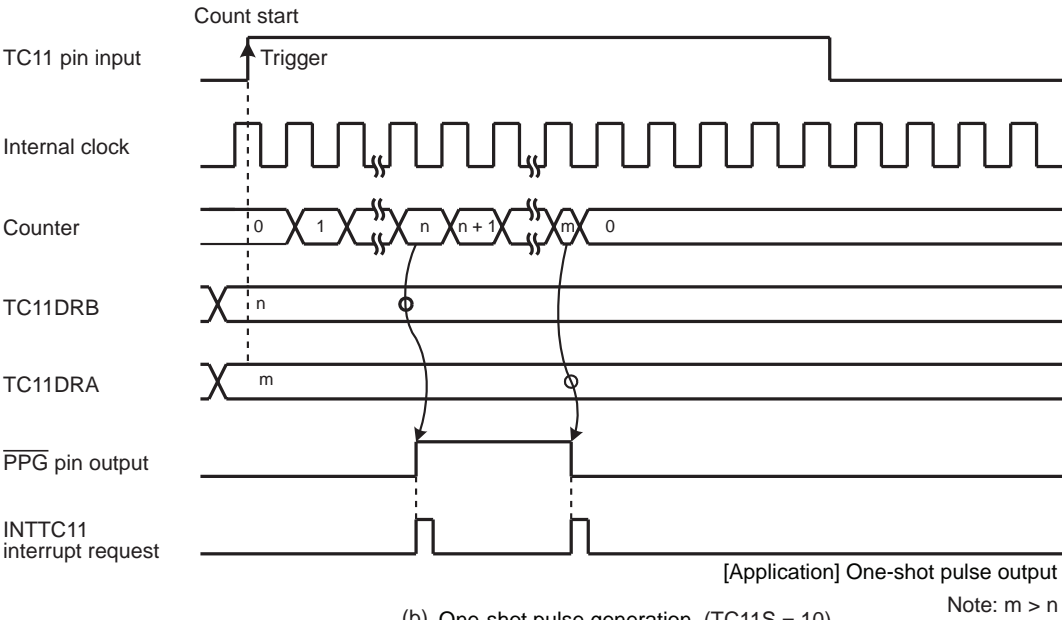 Count start
TC11 pin input
Trigger
Internal clock
Counter
0 1 n n + 1 m 0
TC11DRB
n
TC11DRA
m
PPG pin output
INTTC11
interrupt request
[Application] One-shot pulse output
Note: m > n
(b) One-shot pulse generation (TC11S = 10)